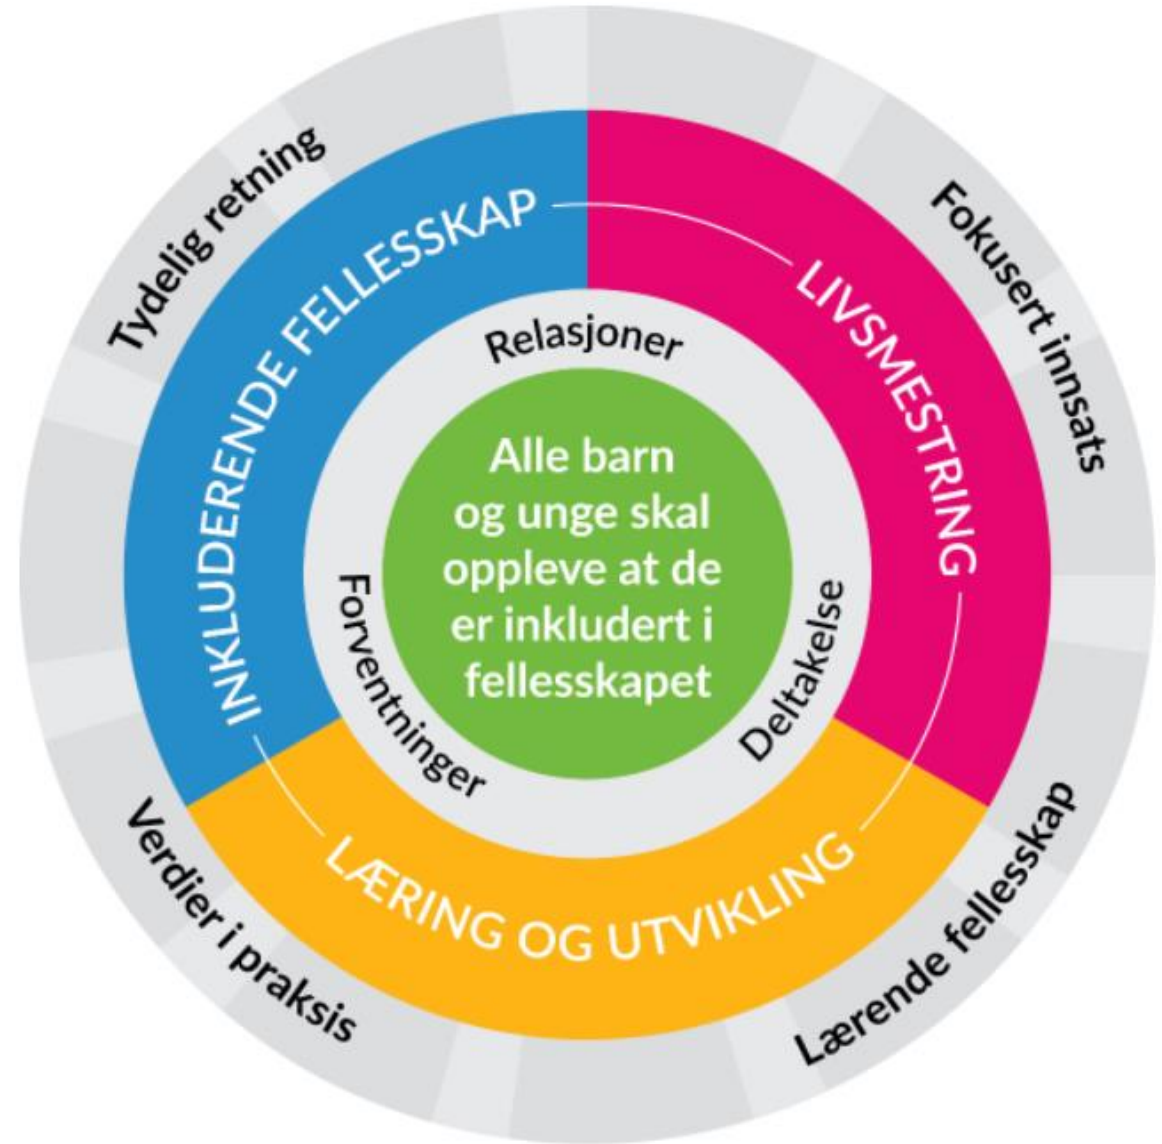 Tydelig retning
Fokusert innsats
INKLUDERENDE FELLESSKAP
LIVSMESTRING
Relasjoner
Alle barn
og unge skal
oppleve at de
er inkludert i
fellesskapet
Forventninger
Deltakelse
LÆRING OG UTVIKLING
Verdier i praksis
Lærende fellesskap